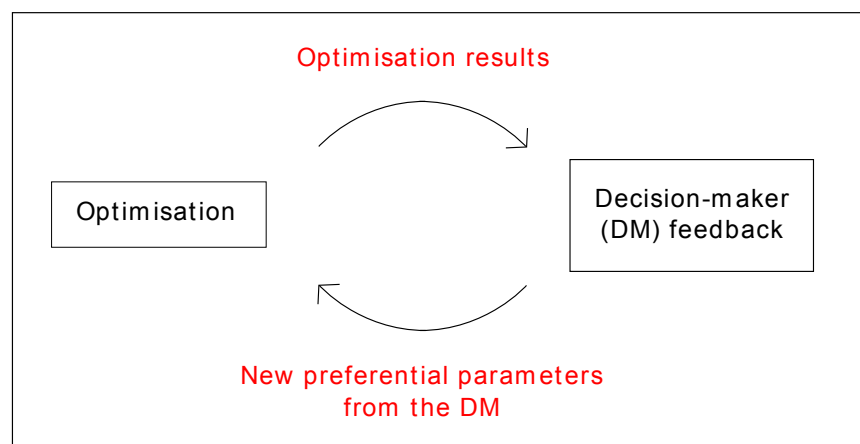 Optimisation results
Optimisation
Decision-maker
(DM) feedback
New preferential parameters
from the DM